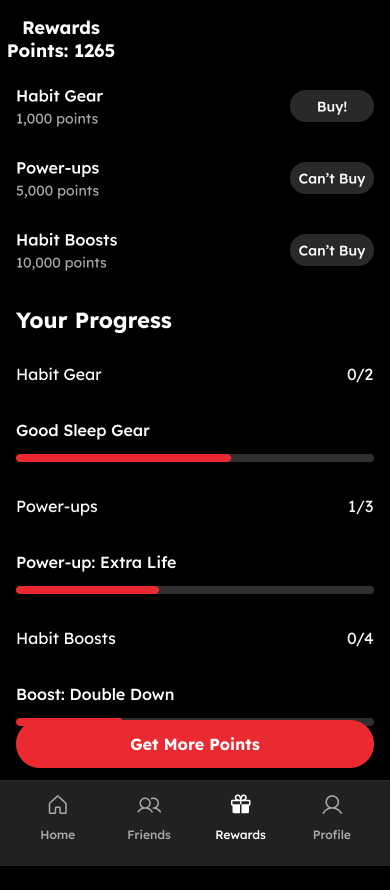 Rewards
Points: 1265
Habit Gear
1,000 points
Buy!
Power-ups
5,000 points
Can’t Buy
Habit Boosts
10,000 points
Can’t Buy
Your Progress
Habit Gear 0/2
Good Sleep Gear
Power-ups 1/3
Power-up: Extra Life
Habit Boosts 0/4
Boost: Double Down
Get More Points
Home Friends Rewards Profile